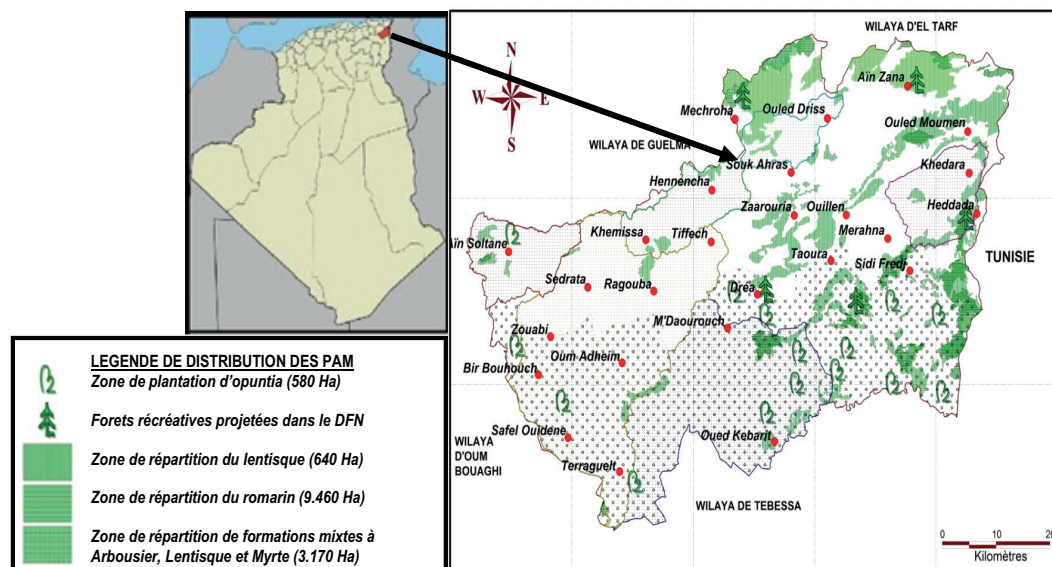 WILAYA D'EL TARF
N
W E
S
Aïn Zana
Mechroha
Ouled Driss
Ouled Moumen
WILAYA DE GUELMA
Souk Ahras
Khedara
Hennencha
Zaarouria
Ouillen
Heddada
Khemissa
Tiffech
Merahna
Aïn Soltane
Taoura
Sidi Fredj
TUNISIE
Sedrata
Ragouba
Dréa
M'Daourouch
Zouabi
Oum Adheim
Bir Bouhouch
Safel Ouidene
Oued Kebarit
WILAYA
D'OUM
BOUAGHI
Terraguelt
WILAYA DE TEBESSA
0 10 20
Kilomètres
LEGENDE DE DISTRIBUTION DES PAM
Zone de plantation d'opuntia (580 Ha)
Forets récréatives projetées dans le DFN
Zone de répartition du lentisque (640 Ha)
Zone de répartition du romarin (9.460 Ha)
Zone de répartition de formations mixtes à
Arbousier, Lentisque et Myrte (3.170 Ha)